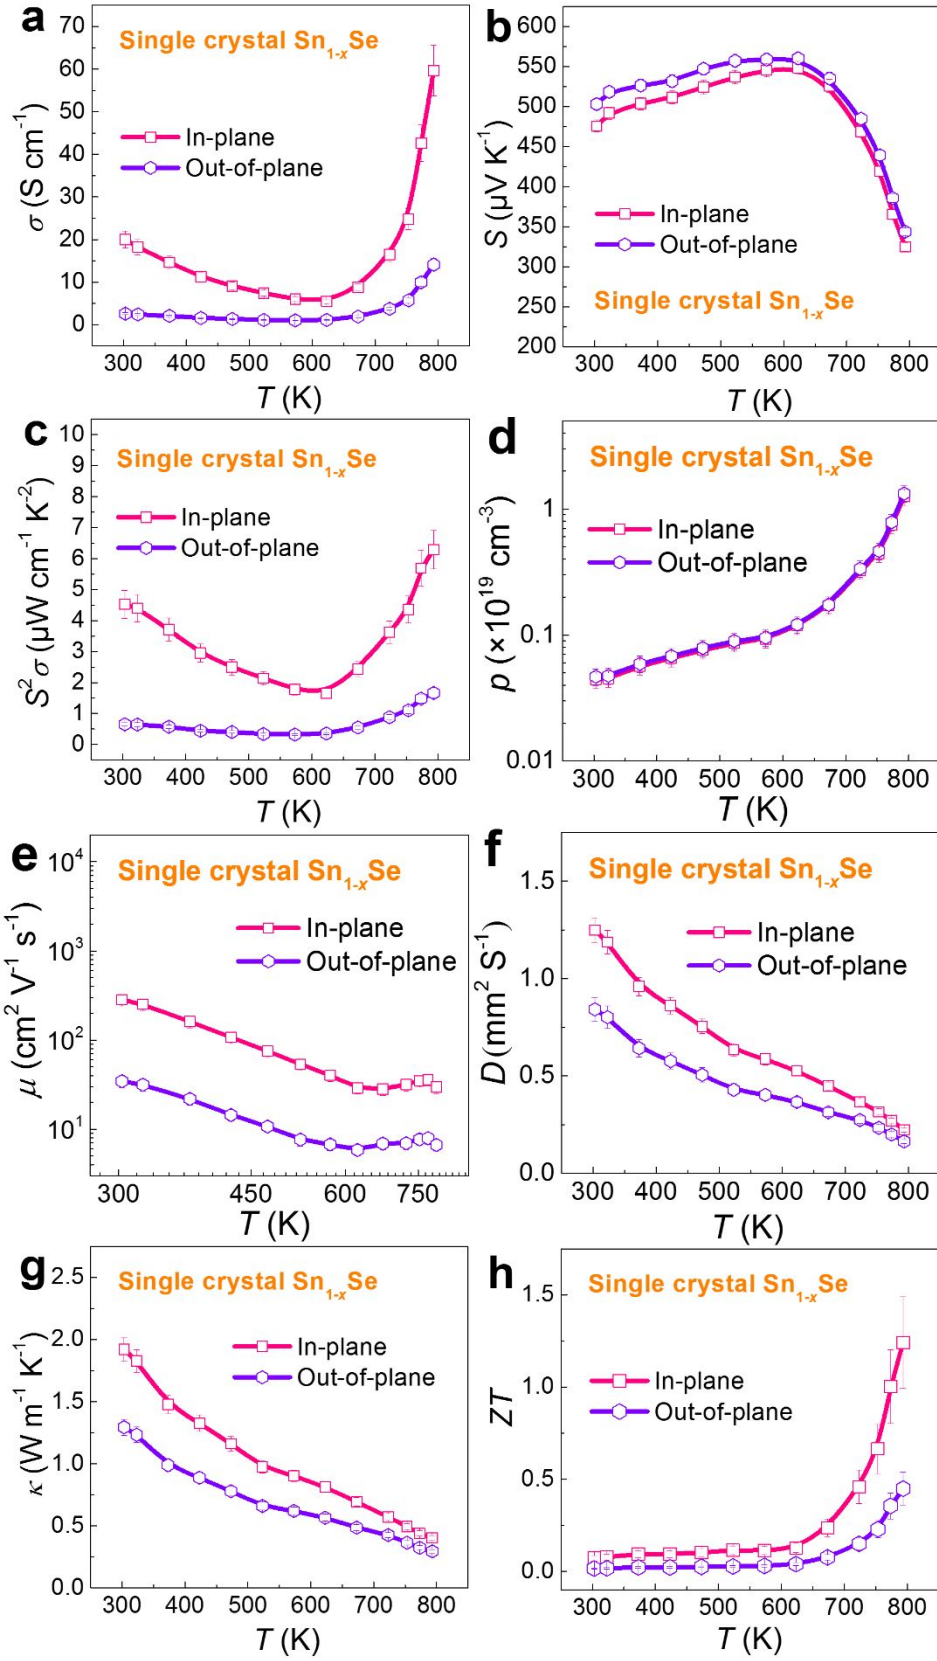 a
Single crystal Sn₁₋ₓSe
In-plane
Out-of-plane
σ (S cm⁻¹)
70
60
50
40
30
20
10
0
300 400 500 600 700 800
T (K)
b
S (μV K⁻¹)
600
550
500
450
400
350
300
250
200
In-plane
Out-of-plane
Single crystal Sn₁₋ₓSe
300 400 500 600 700 800
T (K)
c
Single crystal Sn₁₋ₓSe
In-plane
Out-of-plane
S² σ (μW cm⁻¹ K⁻²)
10
9
8
7
6
5
4
3
2
1
0
300 400 500 600 700 800
T (K)
d
Single crystal Sn₁₋ₓSe
In-plane
Out-of-plane
p (×10¹⁹ cm⁻³)
1
0.1
0.01
300 400 500 600 700 800
T (K)
e
Single crystal Sn₁₋ₓSe
In-plane
Out-of-plane
μ (cm² V⁻¹ s⁻¹)
10⁴
10³
10²
10¹
300 450 600 750
T (K)
f
Single crystal Sn₁₋ₓSe
In-plane
Out-of-plane
D (mm² S⁻¹)
1.5
1.0
0.5
0.0
300 400 500 600 700 800
T (K)
g
Single crystal Sn₁₋ₓSe
In-plane
Out-of-plane
κ (W m⁻¹ K⁻¹)
2.5
2.0
1.5
1.0
0.5
0.0
300 400 500 600 700 800
T (K)
h
Single crystal Sn₁₋ₓSe
In-plane
Out-of-plane
ZT
1.5
1.0
0.5
0.0
300 400 500 600 700 800
T (K)